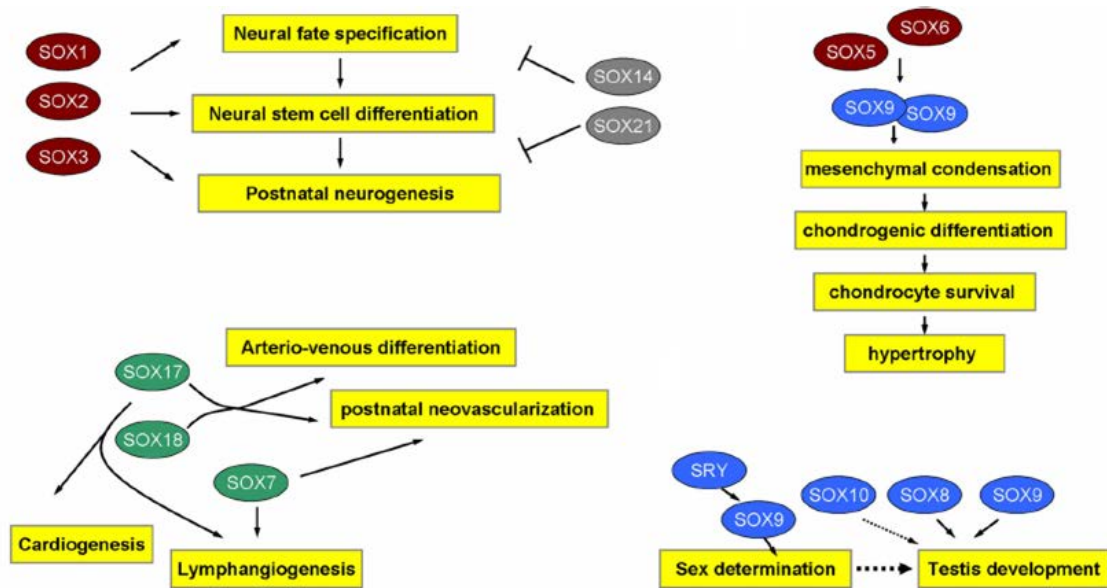 SOX1
SOX2
SOX3
Neural fate specification
Neural stem cell differentiation
Postnatal neurogenesis
SOX14
SOX21
SOX6
SOX5
SOX9
SOX9
mesenchymal condensation
chondrogenic differentiation
chondrocyte survival
hypertrophy
Arterio-venous differentiation
SOX17
postnatal neovascularization
SOX18
SOX7
Cardiogenesis
Lymphangiogenesis
SRY
SOX9
SOX10
SOX8
SOX9
Sex determination
Testis development